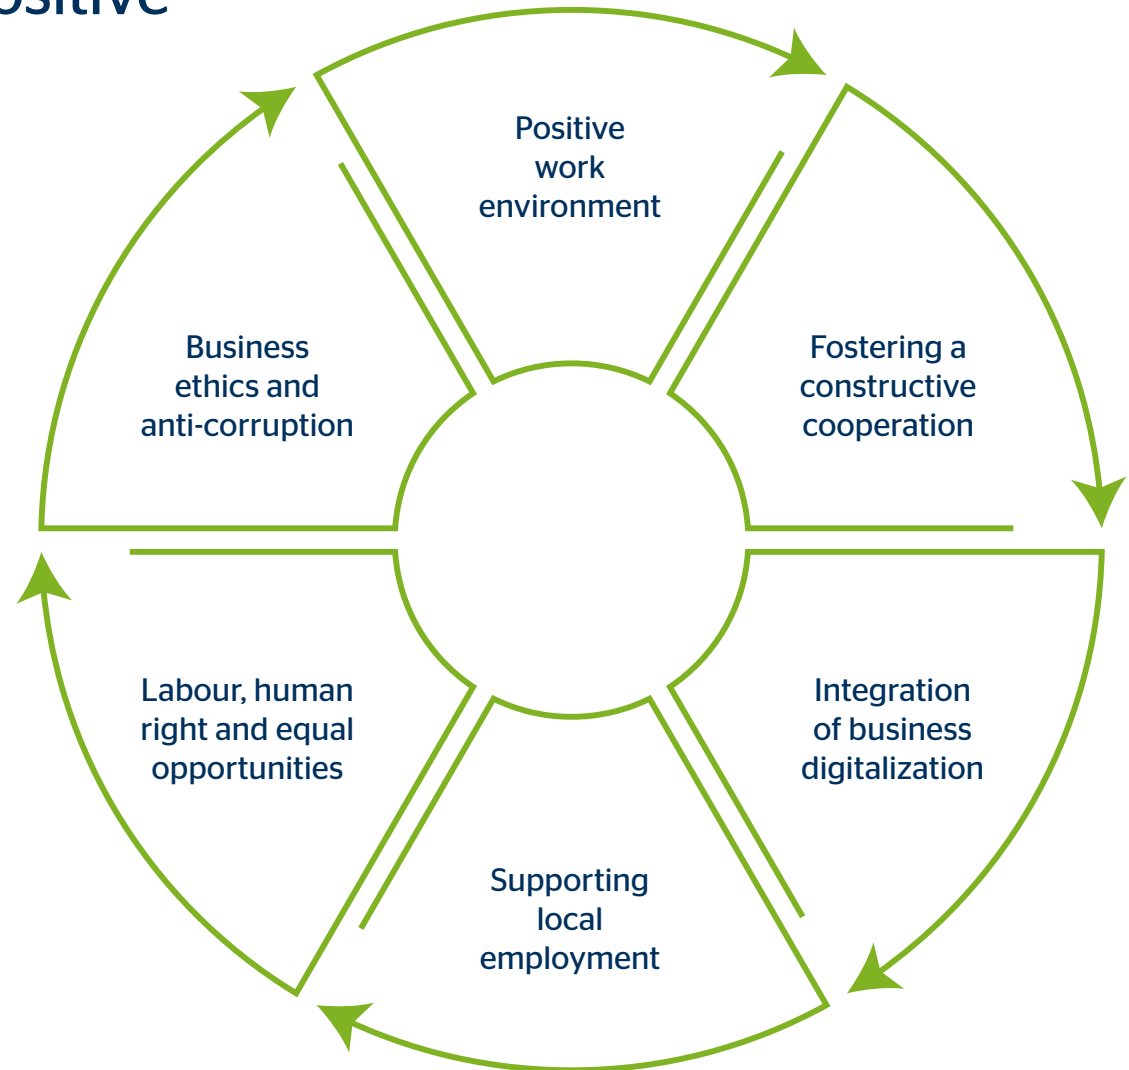 Positive
work
environment
Fostering a
constructive
cooperation
Integration
of business
digitalization
Supporting
local
employment
Labour, human
right and equal
opportunities
Business
ethics and
anti-corruption